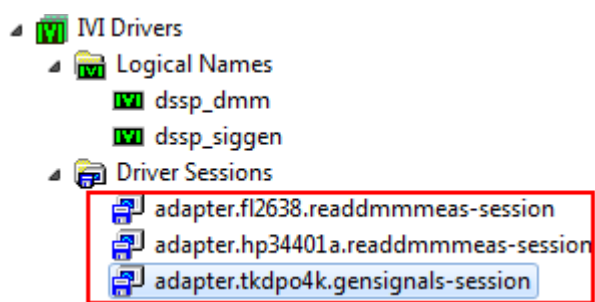 IVI Drivers
Logical Names
dssp_dmm
dssp_siggen
Driver Sessions
adapter.fl2638.readdmmmeas-session
adapter.hp34401a.readdmmmeas-session
adapter.tkdpo4k.gensignals-session